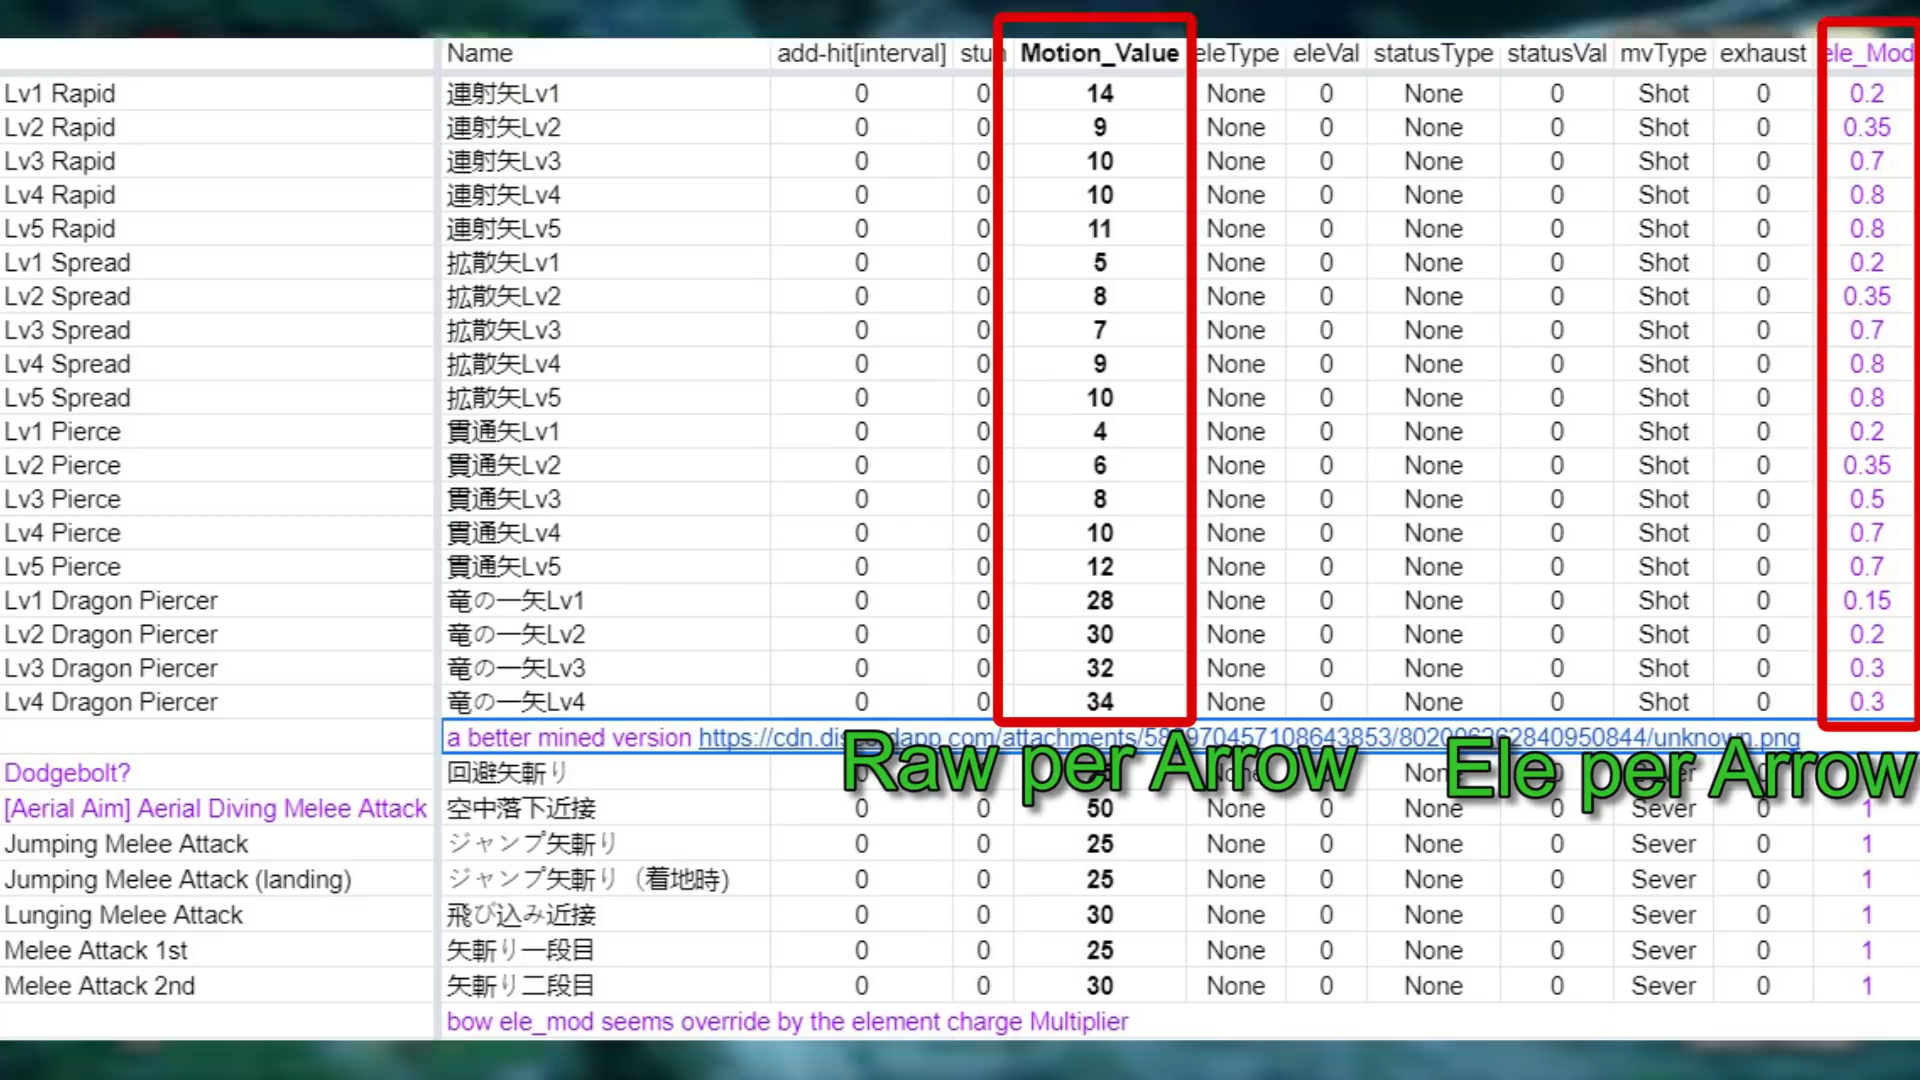 Name add-hit[interval] stun Motion_Value eleType eleVal statusType statusVal mvType exhaust ele_Mod
Lv1 Rapid 連射矢Lv1 0 0 14 None 0 None 0 Shot 0 0.2
Lv2 Rapid 連射矢Lv2 0 0 9 None 0 None 0 Shot 0 0.35
Lv3 Rapid 連射矢Lv3 0 0 10 None 0 None 0 Shot 0 0.7
Lv4 Rapid 連射矢Lv4 0 0 10 None 0 None 0 Shot 0 0.8
Lv5 Rapid 連射矢Lv5 0 0 11 None 0 None 0 Shot 0 0.8
Lv1 Spread 拡散矢Lv1 0 0 5 None 0 None 0 Shot 0 0.2
Lv2 Spread 拡散矢Lv2 0 0 8 None 0 None 0 Shot 0 0.35
Lv3 Spread 拡散矢Lv3 0 0 7 None 0 None 0 Shot 0 0.7
Lv4 Spread 拡散矢Lv4 0 0 9 None 0 None 0 Shot 0 0.8
Lv5 Spread 拡散矢Lv5 0 0 10 None 0 None 0 Shot 0 0.8
Lv1 Pierce 貫通矢Lv1 0 0 4 None 0 None 0 Shot 0 0.2
Lv2 Pierce 貫通矢Lv2 0 0 6 None 0 None 0 Shot 0 0.35
Lv3 Pierce 貫通矢Lv3 0 0 8 None 0 None 0 Shot 0 0.5
Lv4 Pierce 貫通矢Lv4 0 0 10 None 0 None 0 Shot 0 0.7
Lv5 Pierce 貫通矢Lv5 0 0 12 None 0 None 0 Shot 0 0.7
Lv1 Dragon Piercer 竜の一矢Lv1 0 0 28 None 0 None 0 Shot 0 0.15
Lv2 Dragon Piercer 竜の一矢Lv2 0 0 30 None 0 None 0 Shot 0 0.2
Lv3 Dragon Piercer 竜の一矢Lv3 0 0 32 None 0 None 0 Shot 0 0.3
Lv4 Dragon Piercer 竜の一矢Lv4 0 0 34 None 0 None 0 Shot 0 0.3
a better mined version
Raw per Arrow Ele per Arrow
Dodgebolt? 回避矢斬り
[Aerial Aim] Aerial Diving Melee Attack 空中落下近接 0 0 50 None 0 None 0 Sever 0 1
Jumping Melee Attack ジャンプ矢斬り 0 0 25 None 0 None 0 Sever 0 1
Jumping Melee Attack (landing) ジャンプ矢斬り（着地時) 0 0 25 None 0 None 0 Sever 0 1
Lunging Melee Attack 飛び込み近接 0 0 30 None 0 None 0 Sever 0 1
Melee Attack 1st 矢斬り一段目 0 0 25 None 0 None 0 Sever 0 1
Melee Attack 2nd 矢斬り二段目 0 0 30 None 0 None 0 Sever 0 1
bow ele_mod seems override by the element charge Multiplier